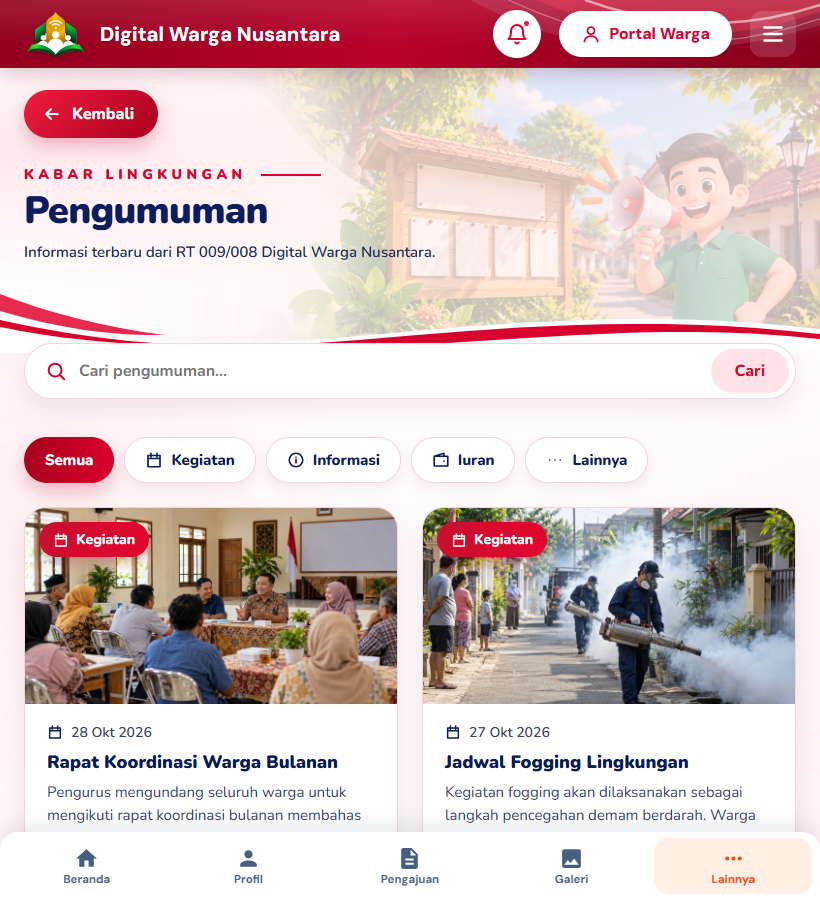 Digital Warga Nusantara
Portal Warga
Kembali
KABAR LINGKUNGAN
Pengumuman
Informasi terbaru dari RT 009/008 Digital Warga Nusantara.
Cari pengumuman...
Cari
Semua
Kegiatan
Informasi
Iuran
Lainnya
Kegiatan
28 Okt 2026
Rapat Koordinasi Warga Bulanan
Pengurus mengundang seluruh warga untuk
mengikuti rapat koordinasi bulanan membahas
Kegiatan
27 Okt 2026
Jadwal Fogging Lingkungan
Kegiatan fogging akan dilaksanakan sebagai
langkah pencegahan demam berdarah. Warga
Beranda
Profil
Pengajuan
Galeri
Lainnya